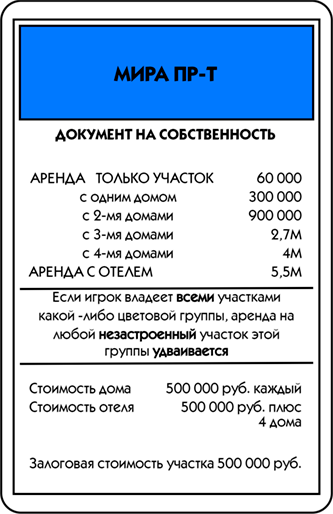 МИРА ПР-Т
ДОКУМЕНТ НА СОБСТВЕННОСТЬ
АРЕНДА ТОЛЬКО УЧАСТОК 60 000
с одним домом 300 000
с 2-мя домами 900 000
с 3-мя домами 2,7М
с 4-мя домами 4М
АРЕНДА С ОТЕЛЕМ 5,5М
Если игрок владеет всеми участками
какой -либо цветовой группы, аренда на
любой незастроенный участок этой
группы удваивается
Стоимость дома 500 000 руб. каждый
Стоимость отеля 500 000 руб. плюс
4 дома
Залоговая стоимость участка 500 000 руб.